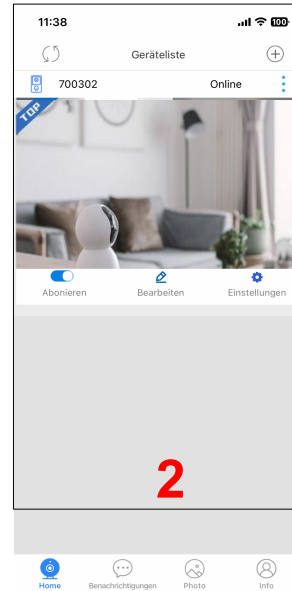 11:38
100
Geräteliste
700302 Online
TOP
Abonieren Bearbeiten Einstellungen
2
Home Benachrichtigungen Photo Info